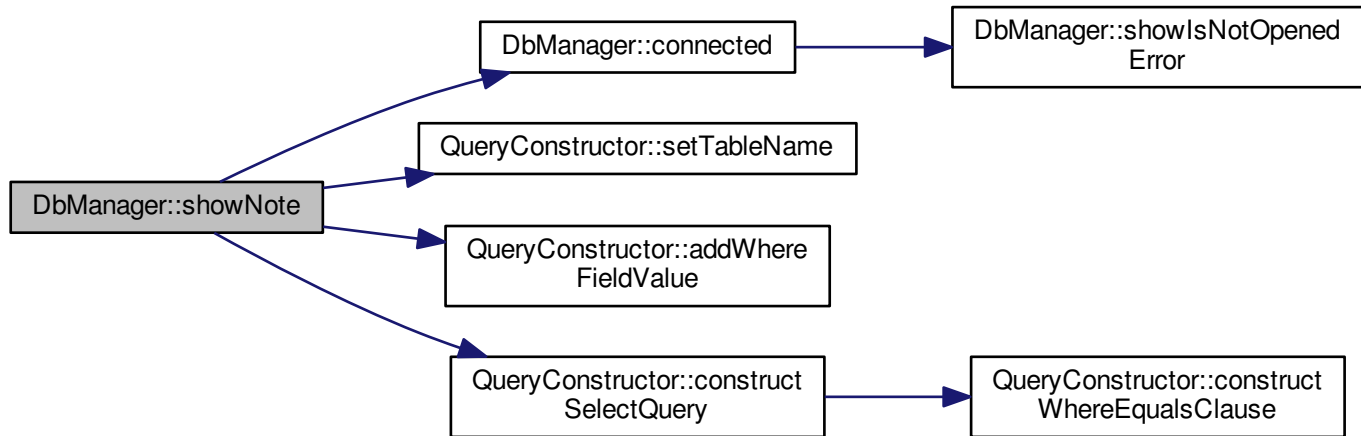 DbManager::showNote
DbManager::connected
DbManager::showIsNotOpened
Error
QueryConstructor::setTableName
QueryConstructor::addWhere
FieldValue
QueryConstructor::construct
SelectQuery
QueryConstructor::construct
WhereEqualsClause